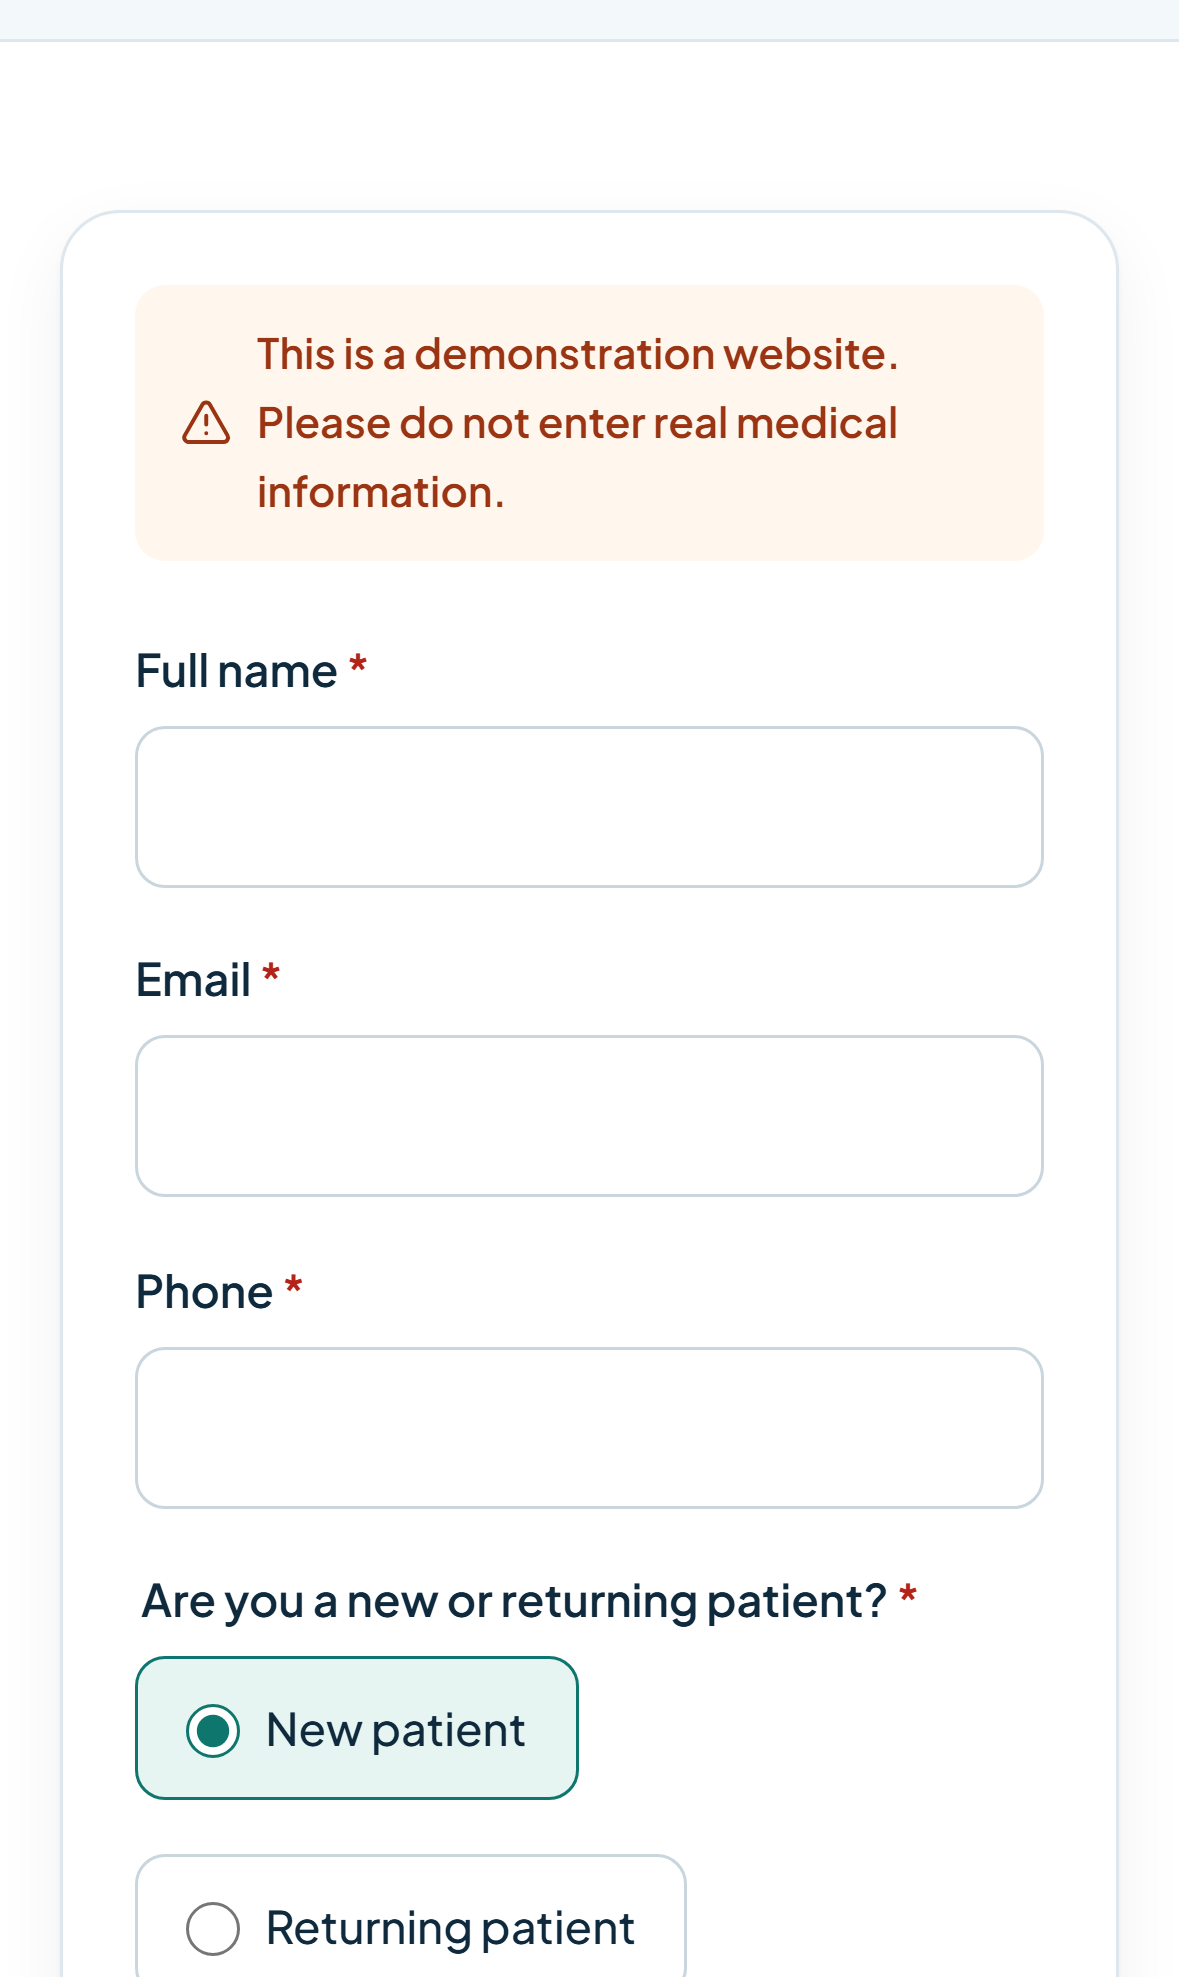 This is a demonstration website.
Please do not enter real medical
information.
Full name *
Email *
Phone *
Are you a new or returning patient? *
New patient
Returning patient